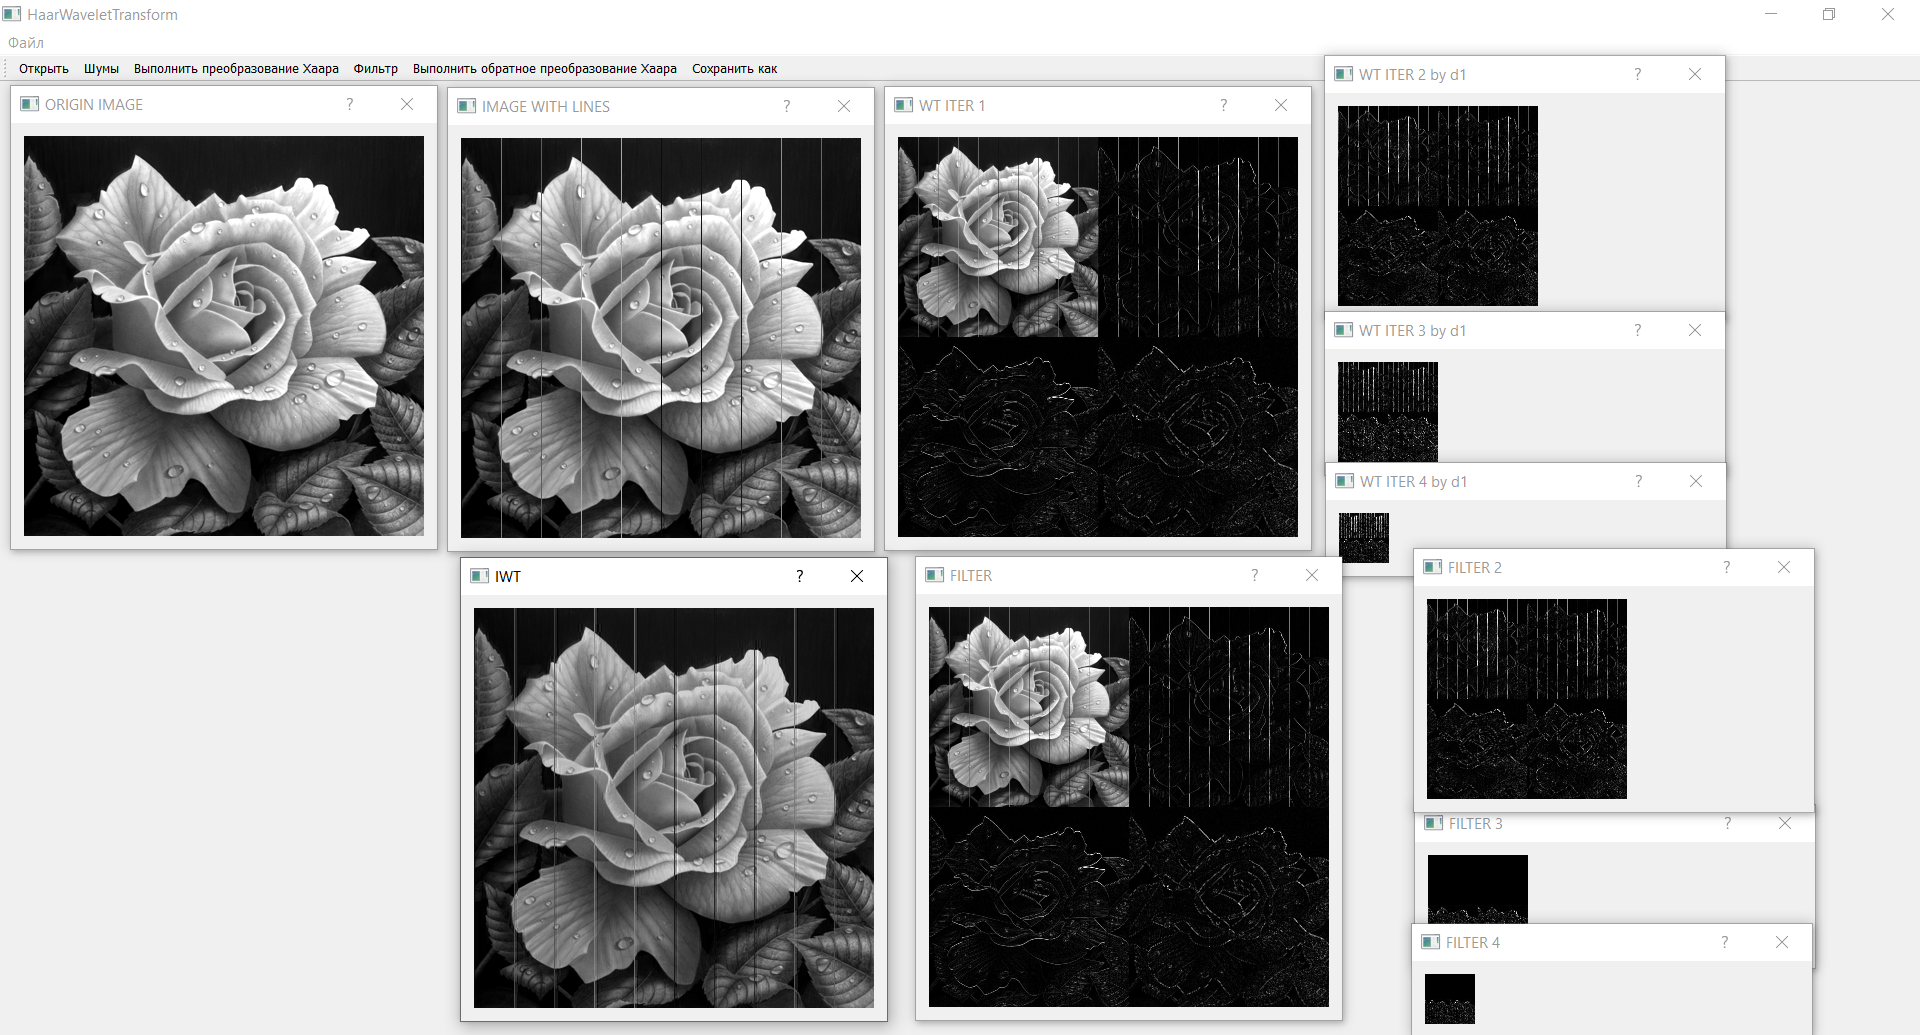 HaarWaveletTransform
Файл
Открыть Шумы Выполнить преобразование Хаара Фильтр Выполнить обратное преобразование Хаара Сохранить как
ORIGIN IMAGE ?
IMAGE WITH LINES ?
WT ITER 1 ?
WT ITER 2 by d1 ?
WT ITER 3 by d1 ?
WT ITER 4 by d1 ?
IWT ?
FILTER ?
FILTER 2 ?
FILTER 3 ?
FILTER 4 ?